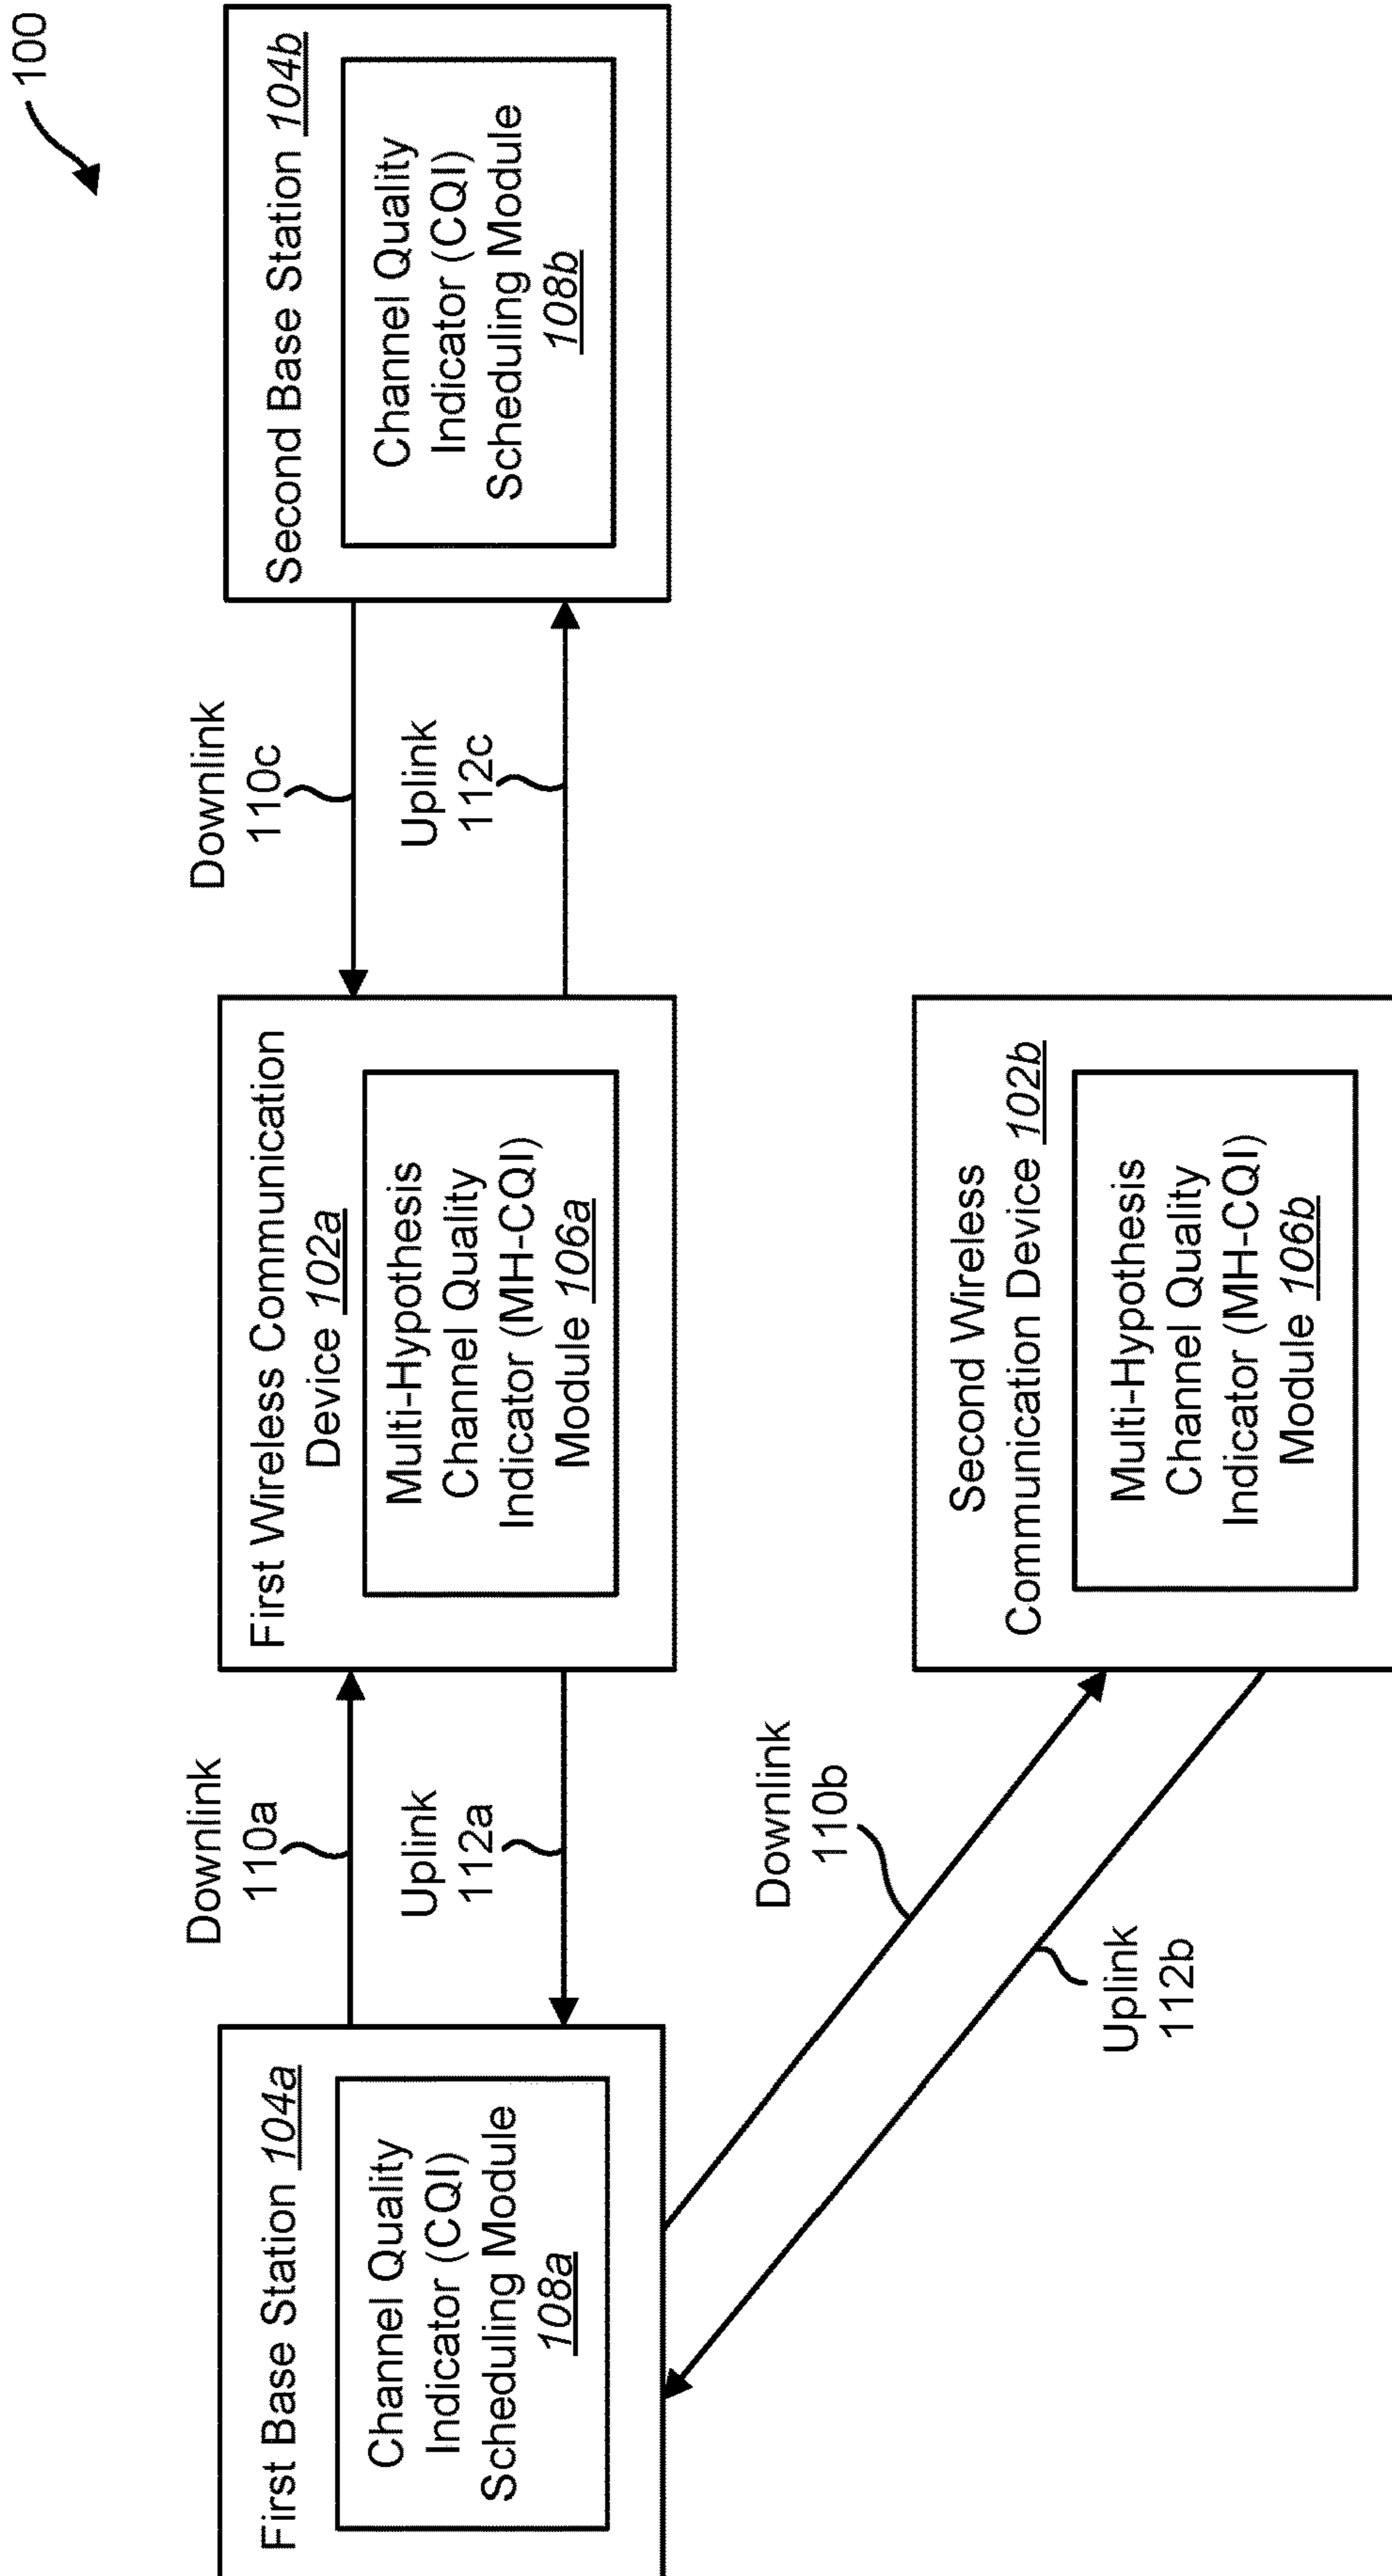 100
First Base Station 104a
Channel Quality
Indicator (CQI)
Scheduling Module
108a
Downlink
110a
Uplink
112a
First Wireless Communication
Device 102a
Multi-Hypothesis
Channel Quality
Indicator (MH-CQI)
Module 106a
Downlink
110c
Uplink
112c
Second Base Station 104b
Channel Quality
Indicator (CQI)
Scheduling Module
108b
Downlink
110b
Uplink
112b
Second Wireless
Communication Device 102b
Multi-Hypothesis
Channel Quality
Indicator (MH-CQI)
Module 106b